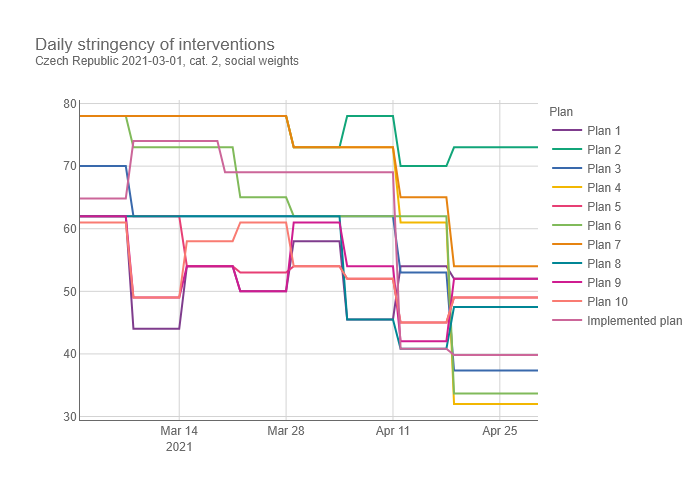 Daily stringency of interventions
Czech Republic 2021-03-01, cat. 2, social weights
80
70
60
50
40
30
Mar 14
2021
Mar 28
Apr 11
Apr 25
Plan
Plan 1
Plan 2
Plan 3
Plan 4
Plan 5
Plan 6
Plan 7
Plan 8
Plan 9
Plan 10
Implemented plan